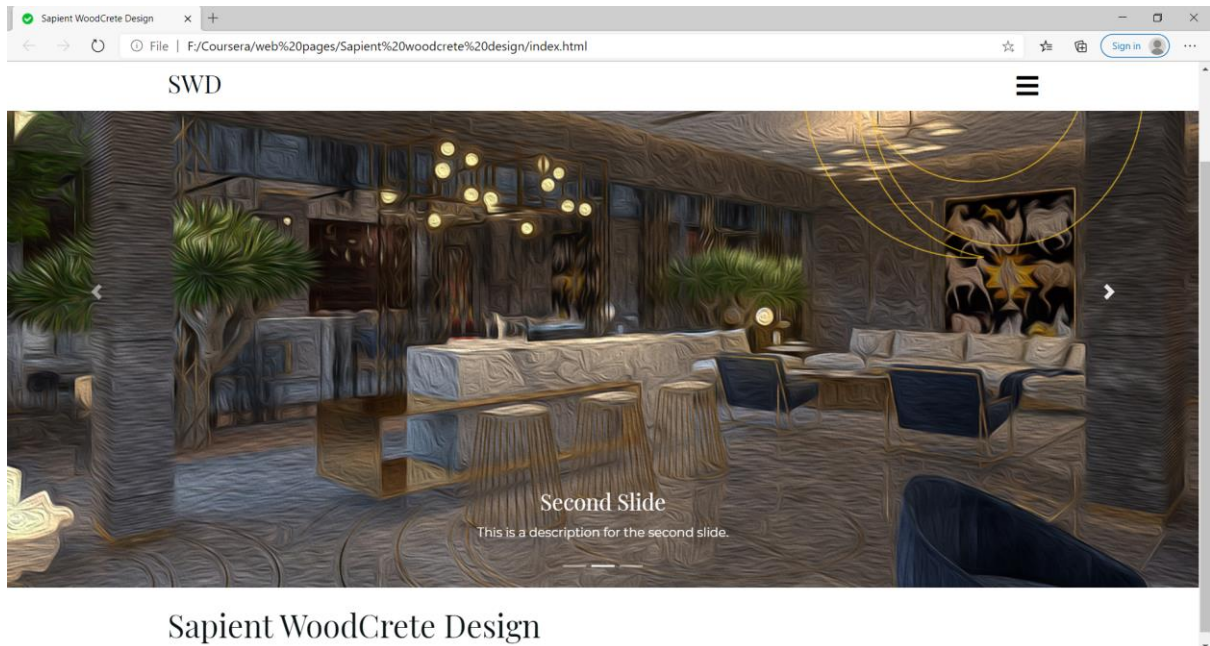 Sapient WoodCrete Design
File | F:/Coursera/web%20pages/Sapient%20woodcrete%20design/index.html
Sign in
SWD
Second Slide
This is a description for the second slide.
Sapient WoodCrete Design